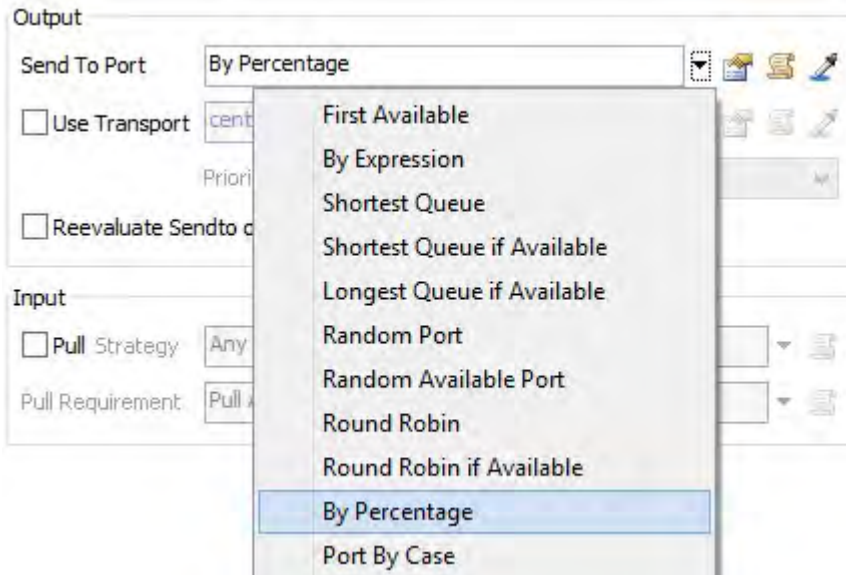 Output
Send To Port By Percentage
Use Transport cent
First Available
By Expression
Priori
Shortest Queue
Reevaluate Sendto
Shortest Queue if Available
Longest Queue if Available
Input
Pull Strategy Any
Random Port
Random Available Port
Pull Requirement Pull
Round Robin
Round Robin if Available
By Percentage
Port By Case